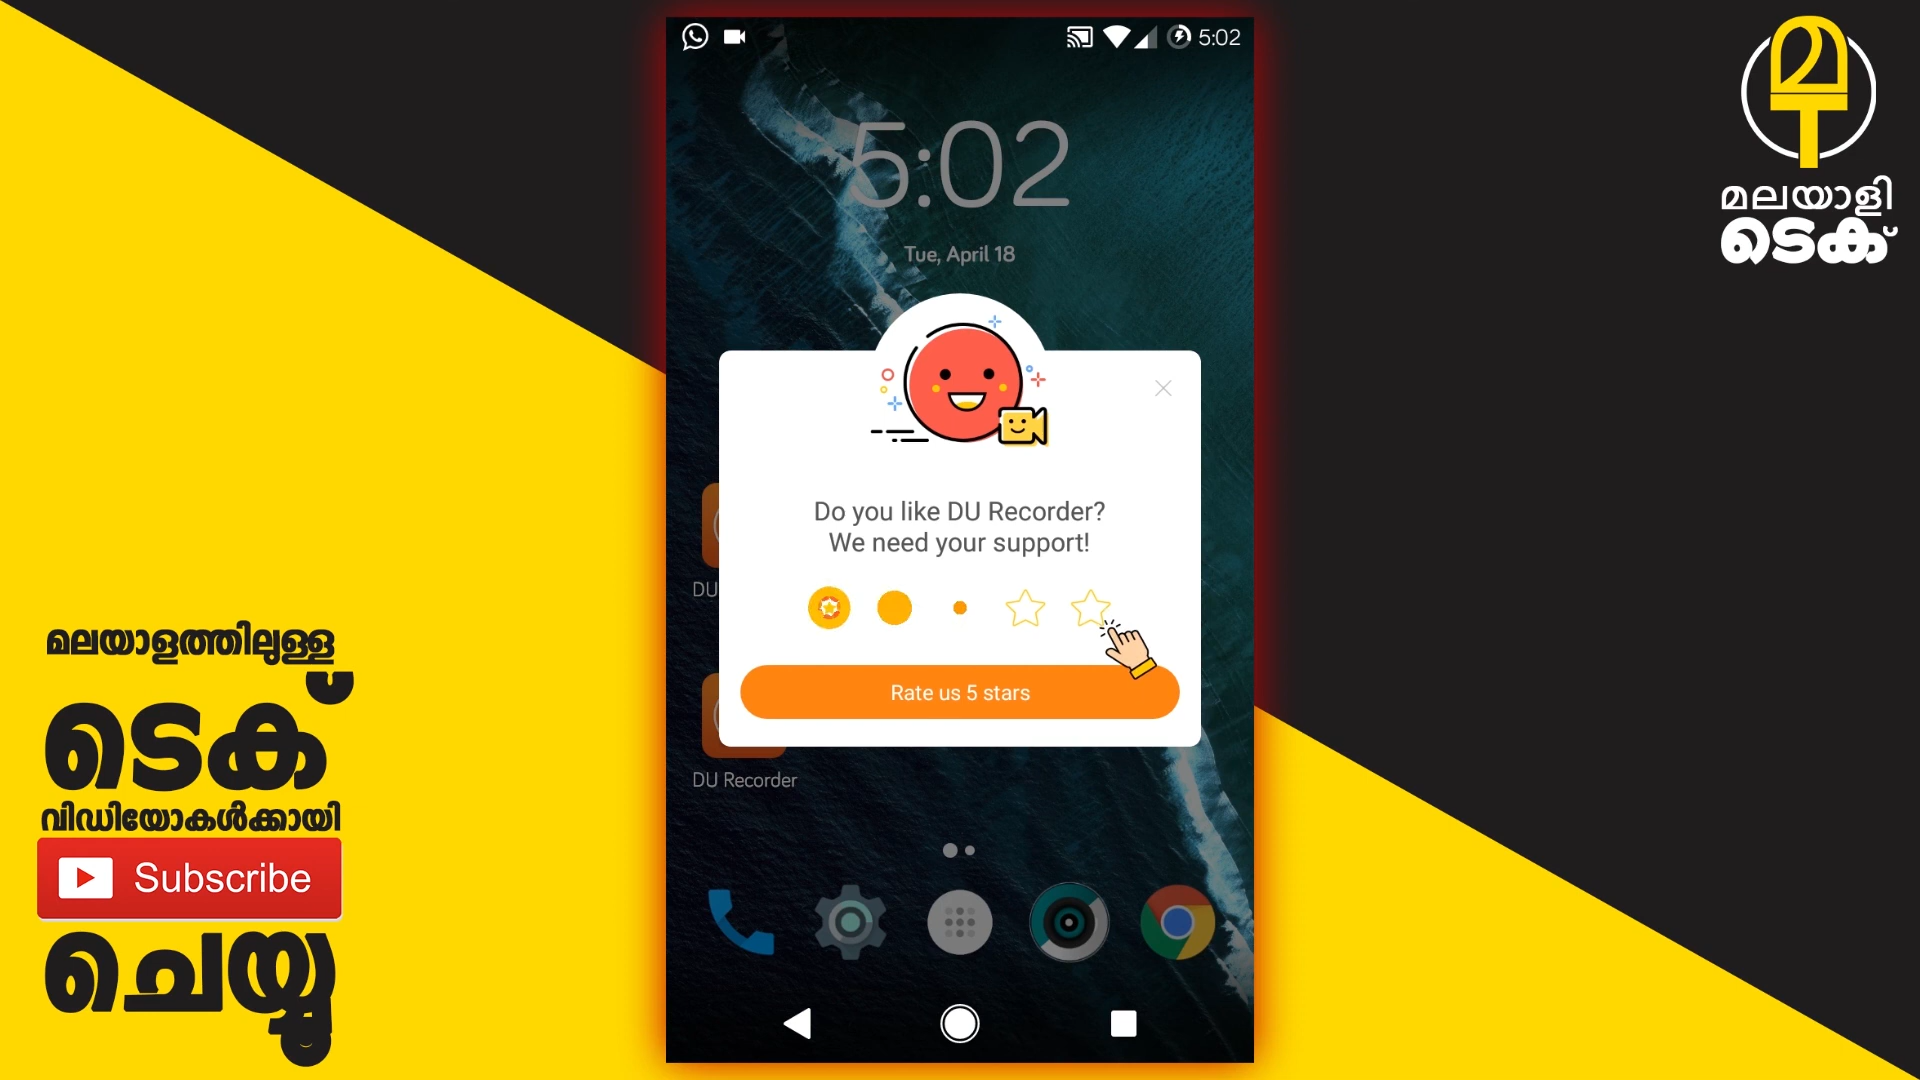 5:02
5:02
Tue, April 18
Do you like DU Recorder?
We need your support!
Rate us 5 stars
DU
DU Recorder
മലയാളി
ടെക്
മലയാളത്തിലുള്ള
ടെക്
വിഡിയോകൾക്കായി
Subscribe
ചെയ്യൂ